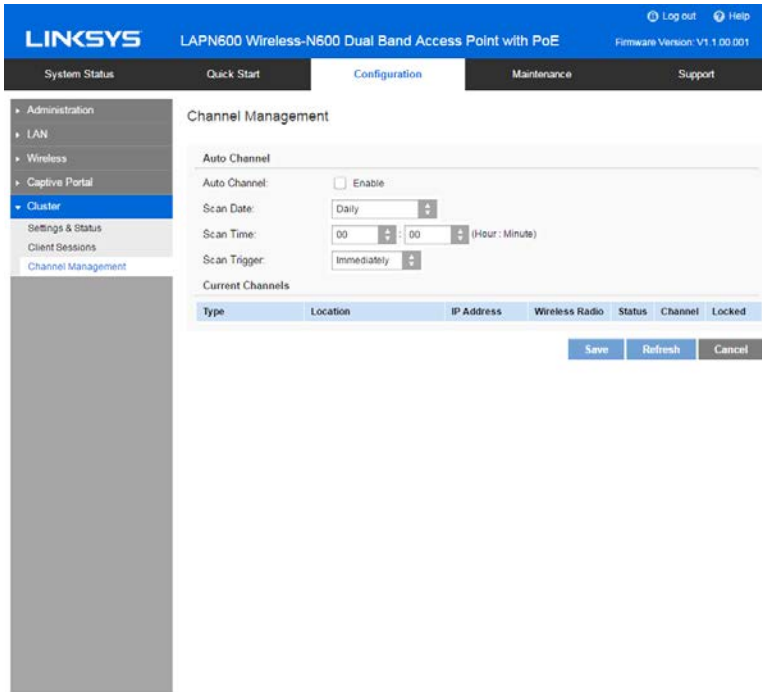 Log out Help
LINKSYS LAPN600 Wireless-N600 Dual Band Access Point with PoE Firmware Version: V1.1.00.001
System Status Quick Start Configuration Maintenance Support
Administration
LAN
Wireless
Captive Portal
Cluster
Settings & Status
Client Sessions
Channel Management
Channel Management
Auto Channel
Auto Channel: Enable
Scan Date: Daily
Scan Time: 00 : 00 (Hour : Minute)
Scan Trigger: Immediately
Current Channels
Type Location IP Address Wireless Radio Status Channel Locked
Save Refresh Cancel